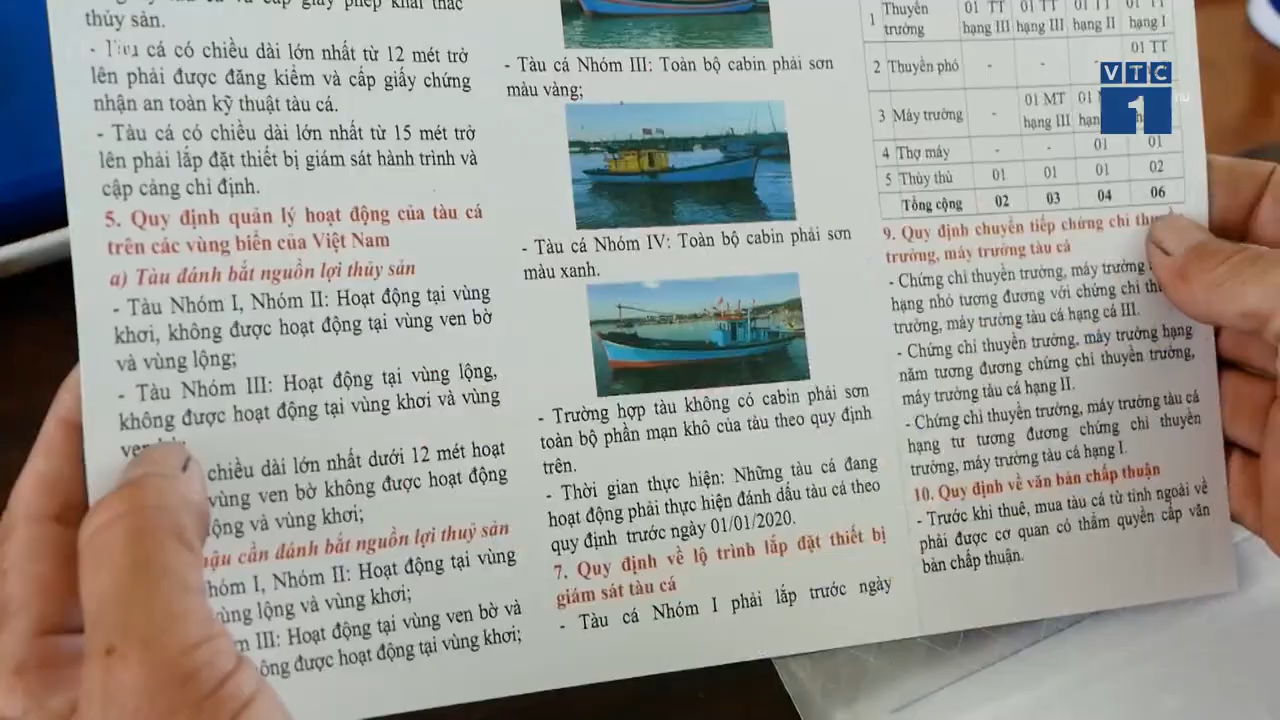 thủy sản.
- Tàu cá có chiều dài lớn nhất từ 12 mét trở
lên phải được đăng kiểm và cấp giấy chứng
nhận an toàn kỹ thuật tàu cá.
- Tàu cá có chiều dài lớn nhất từ 15 mét trở
lên phải lắp đặt thiết bị giám sát hành trình và
cập cảng chỉ định.
5. Quy định quản lý hoạt động của tàu cá
trên các vùng biển của Việt Nam
a) Tàu đánh bắt nguồn lợi thủy sản
- Tàu Nhóm I, Nhóm II: Hoạt động tại vùng
khơi, không được hoạt động tại vùng ven bờ
và vùng lộng;
- Tàu Nhóm III: Hoạt động tại vùng lộng,
không được hoạt động tại vùng khơi và vùng
chiều dài lớn nhất dưới 12 mét hoạt
vùng ven bờ không được hoạt động
vùng khơi;
cần đánh bắt nguồn lợi thuỷ sản
I, Nhóm II: Hoạt động tại vùng
lộng và vùng khơi;
III: Hoạt động tại vùng ven bờ và
được hoạt động tại vùng khơi;
- Tàu cá Nhóm III: Toàn bộ cabin phải sơn
màu vàng;
- Tàu cá Nhóm IV: Toàn bộ cabin phải sơn
màu xanh.
- Trường hợp tàu không có cabin phải sơn
toàn bộ phần mạn khô của tàu theo quy định
trên.
- Thời gian thực hiện: Những tàu cá đang
hoạt động phải thực hiện đánh dấu tàu cá theo
quy định trước ngày 01/01/2020.
7. Quy định về lộ trình lắp đặt thiết bị
giám sát tàu cá
- Tàu cá Nhóm I phải lắp trước ngày
1 Thuyền trưởng 01 TT hạng III 01 TT hạng III 01 TT hạng II 01 TT hạng I
2 Thuyền phó - - - 01 TT
3 Máy trưởng - 01 MT hạng III 01
4 Thợ máy - - 01 01
5 Thủy thủ 01 01 01 02
Tổng cộng 02 03 04 06
9. Quy định chuyển tiếp chứng chỉ
trưởng, máy trưởng tàu cá
- Chứng chỉ thuyền trưởng, máy trưởng
hạng nhỏ tương đương với chứng chỉ
trưởng, máy trưởng tàu cá hạng III.
- Chứng chỉ thuyền trưởng, máy trưởng hạng
năm tương đương chứng chỉ thuyền trưởng,
máy trưởng tàu cá hạng II.
- Chứng chỉ thuyền trưởng, máy trưởng tàu cá
hạng tư tương đương chứng chỉ thuyền
trưởng, máy trưởng tàu cá hạng I.
10. Quy định về văn bản chấp thuận
- Trước khi thuê, mua tàu cá từ tỉnh ngoài về
phải được cơ quan có thẩm quyền cấp văn
bản chấp thuận.
VTC
1